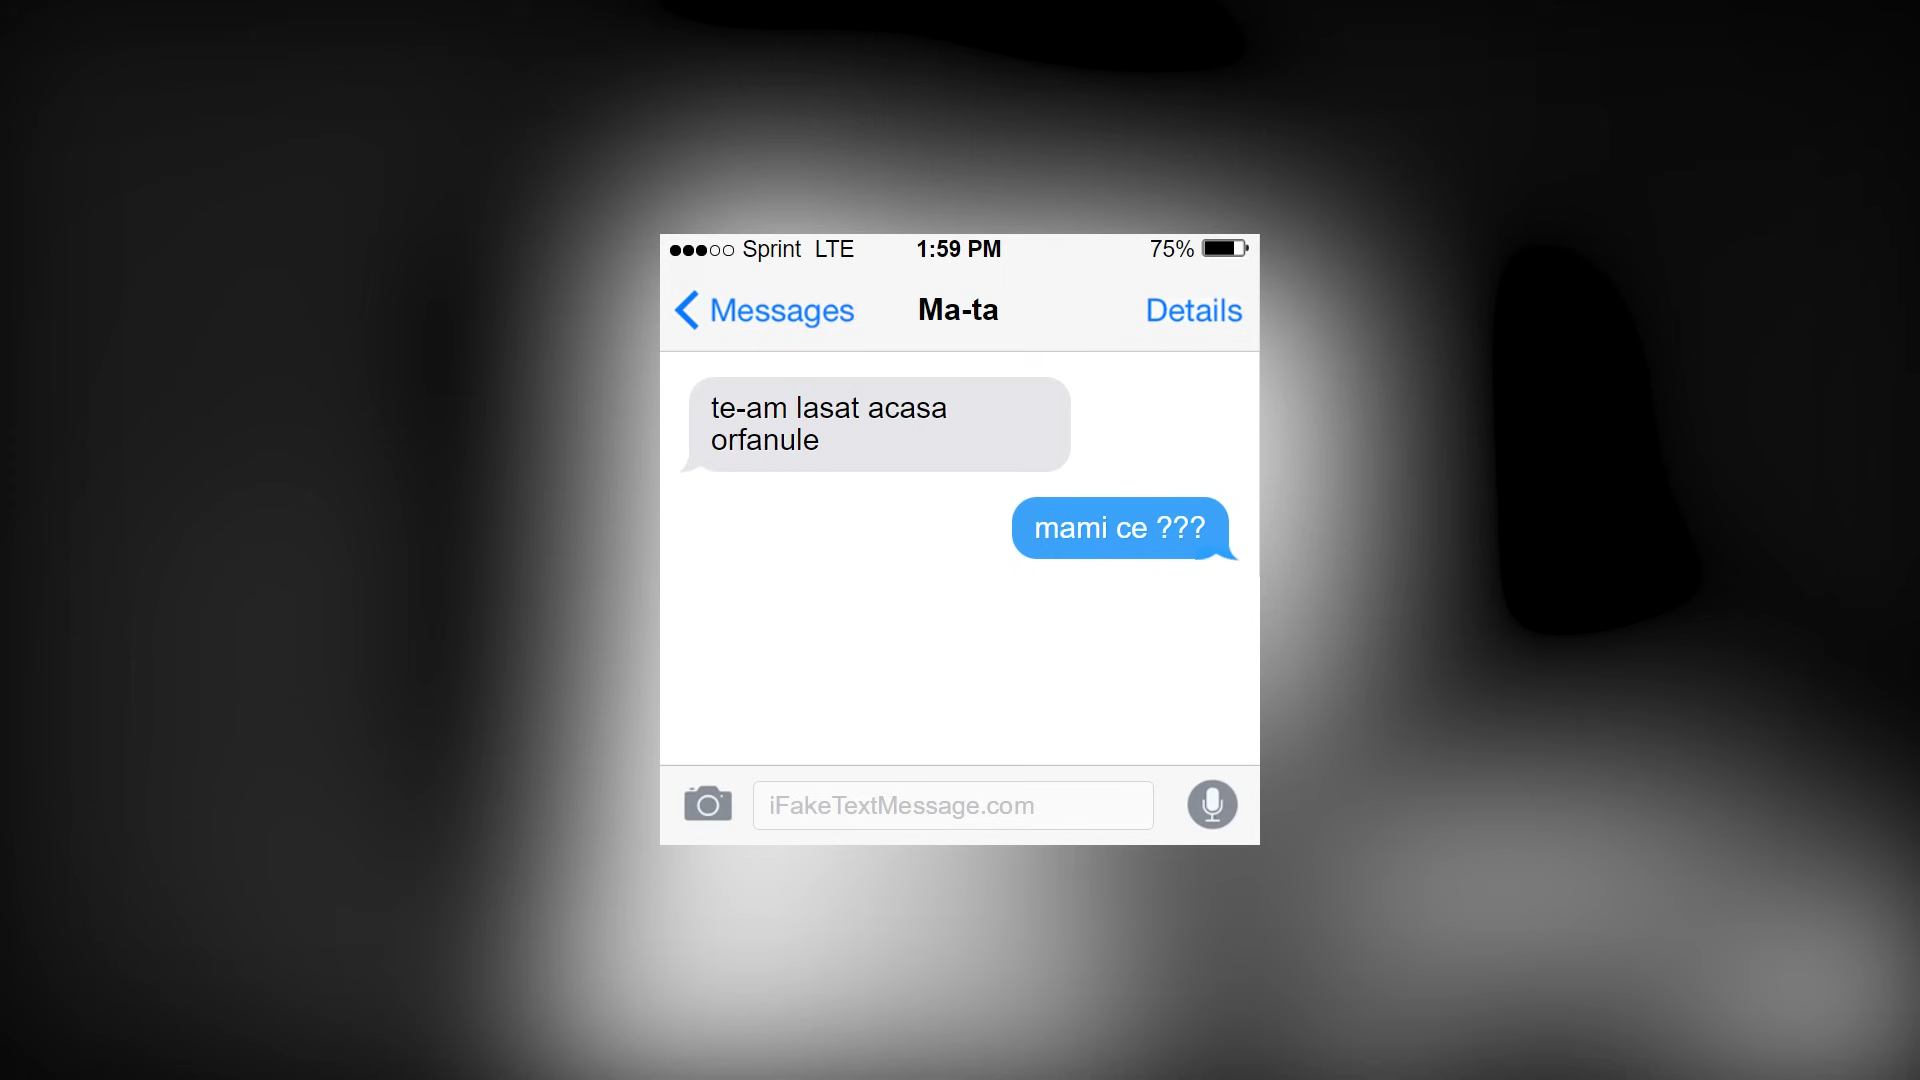 Sprint LTE 1:59 PM 75%
Messages Ma-ta Details
te-am lasat acasa
orfanule
mami ce ???
iFakeTextMessage.com